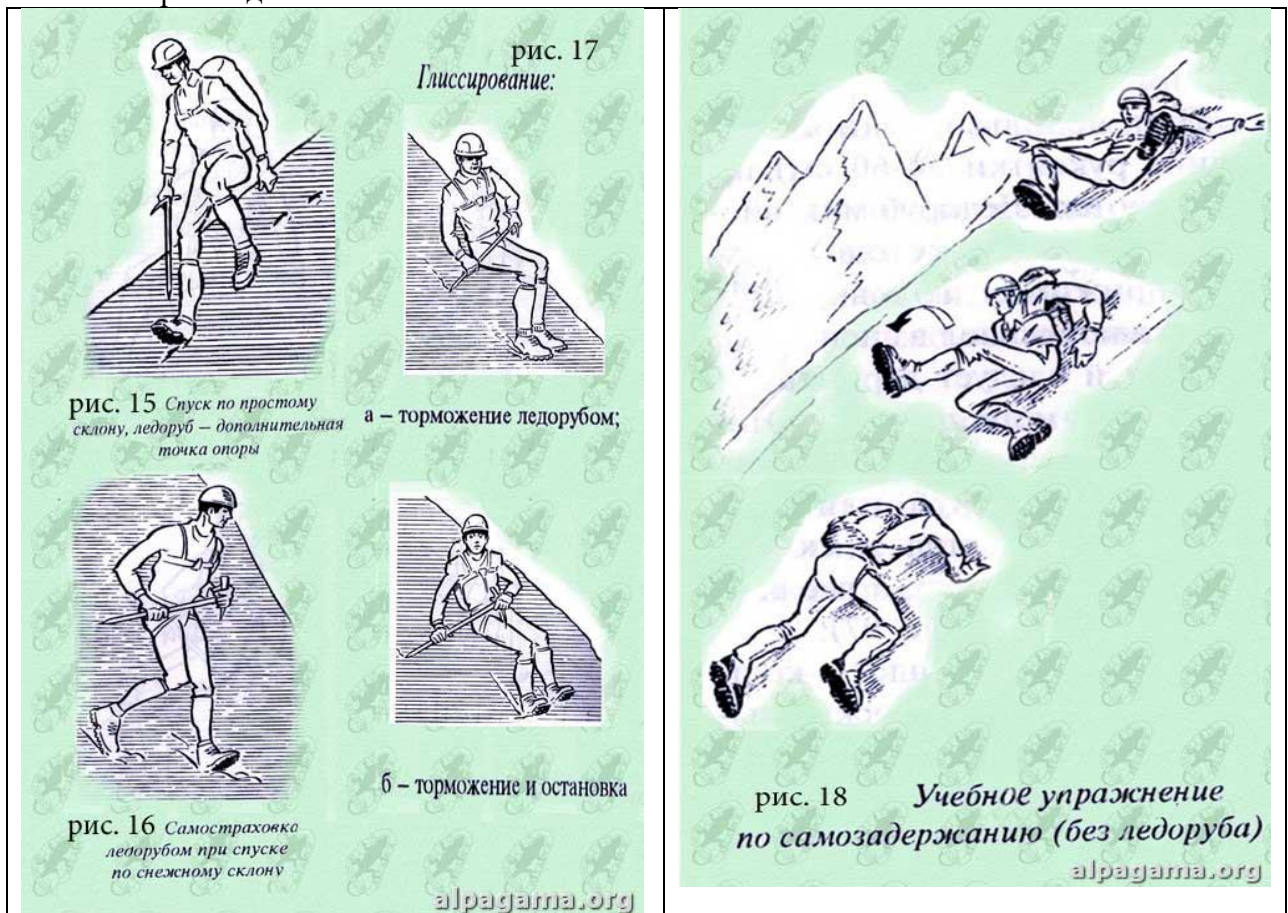 рис. 17
Глиссирование:
рис. 15 Спуск по простому
склону, ледоруб – дополнительная
точка опоры
а – торможение ледорубом;
рис. 16 Самостраховка
ледорубом при спуске
по снежному склону
б – торможение и остановка
alpagama.org
рис. 18 Учебное упражнение
по самозадержанию (без ледоруба)
alpagama.org